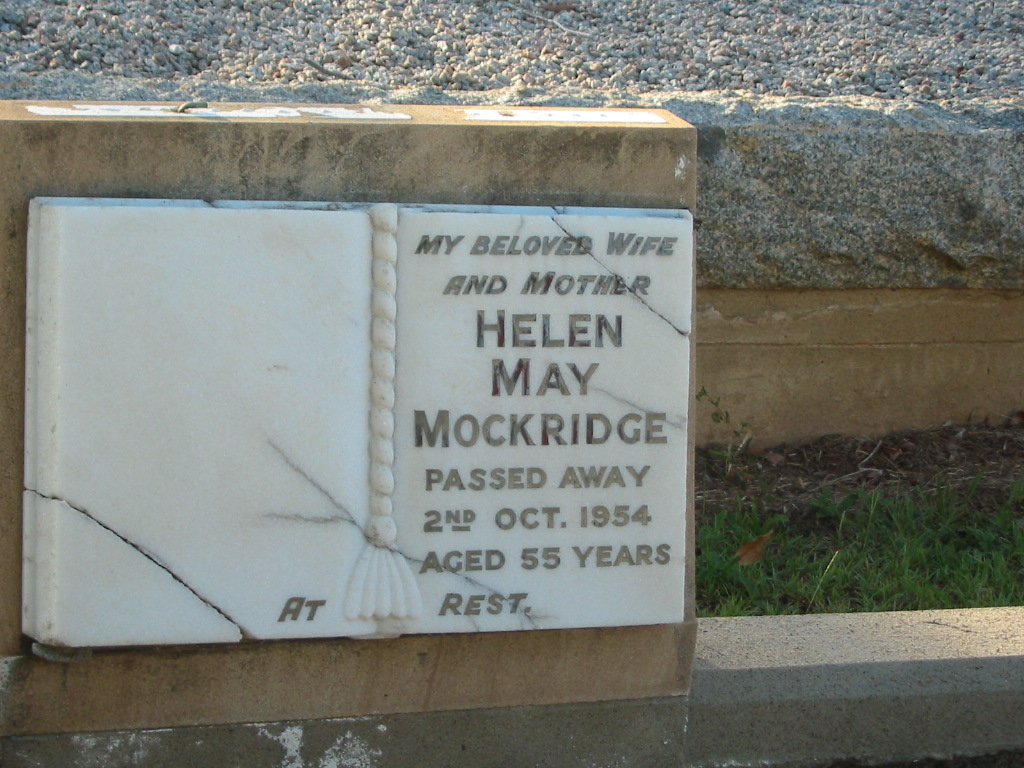 MY BELOVED WIFE
AND MOTHER
HELEN
MAY
MOCKRIDGE
PASSED AWAY
2ND OCT. 1954
AGED 55 YEARS
AT REST.